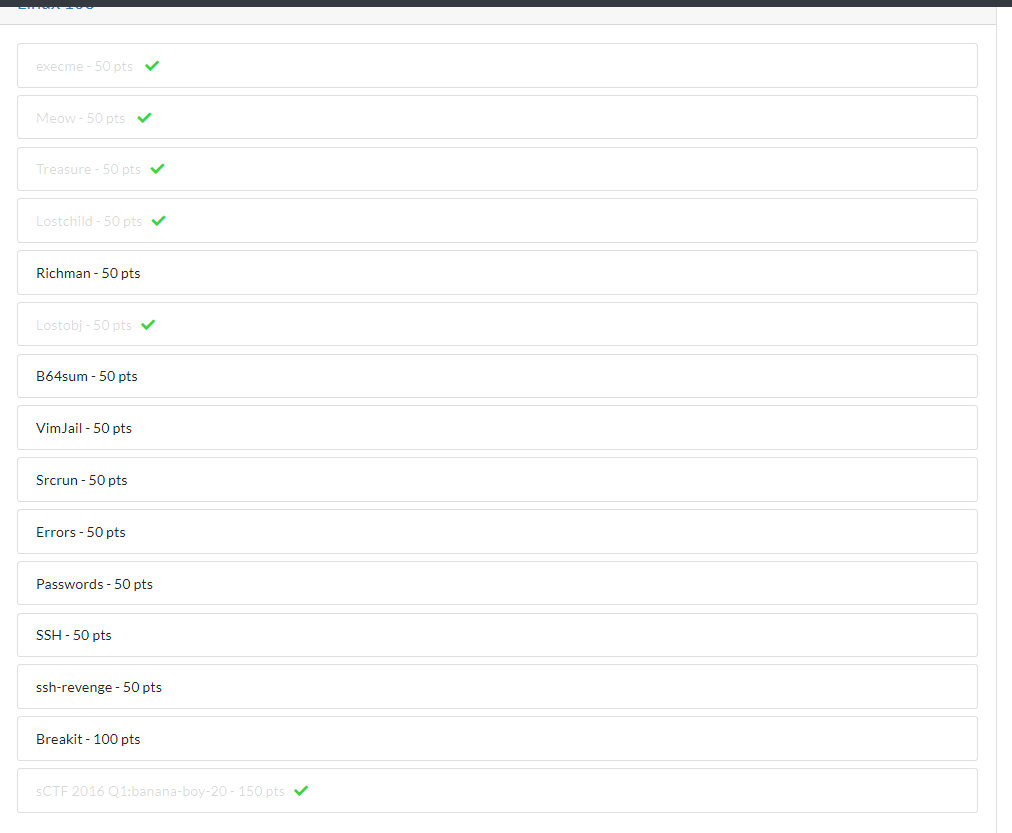 execme - 50 pts
Meow - 50 pts
Treasure - 50 pts
Lostchild - 50 pts
Richman - 50 pts
Lostobj - 50 pts
B64sum - 50 pts
VimJail - 50 pts
Srcrun - 50 pts
Errors - 50 pts
Passwords - 50 pts
SSH - 50 pts
ssh-revenge - 50 pts
Breakit - 100 pts
sCTF 2016 Q1:banana-boy-20 - 150 pts